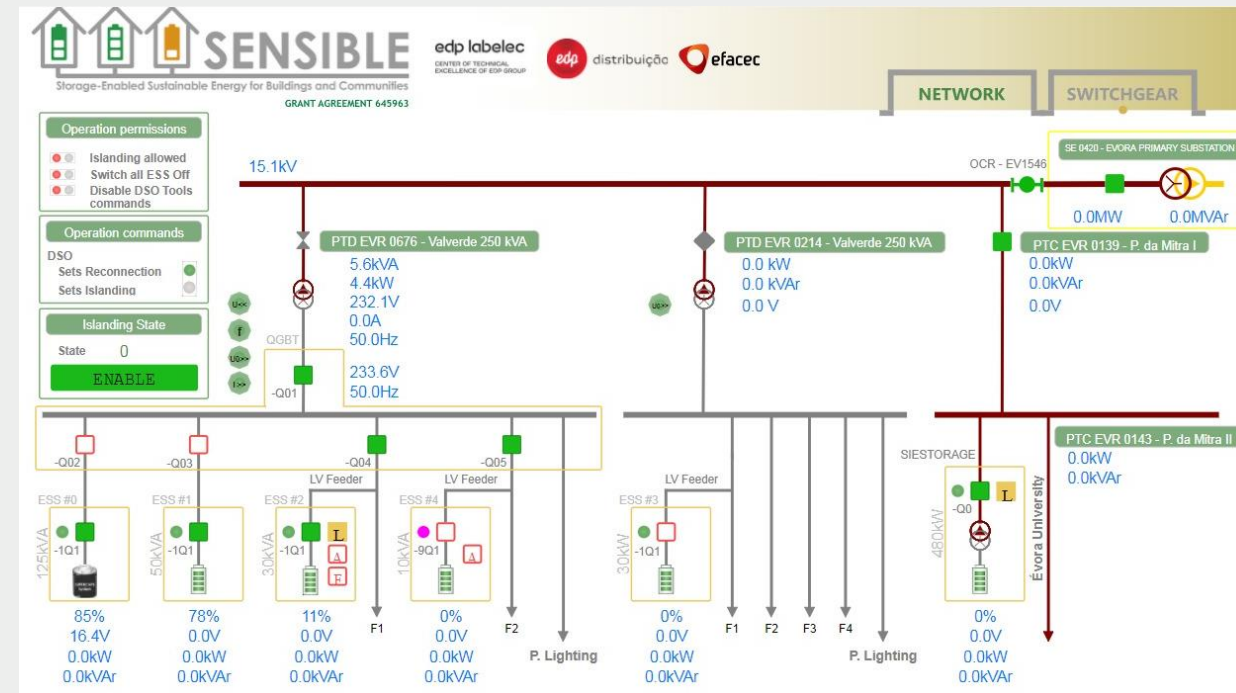 SENSIBLE
Storage-Enabled Sustainable Energy for Buildings and Communities
GRANT AGREEMENT 645963
edp labelec
CENTER OF TECHNICAL
EXCELLENCE OF EDP GROUP
edp distribuição
efacec
NETWORK
SWITCHGEAR
Operation permissions
Islanding allowed
Switch all ESS Off
Disable DSO Tools
commands
Operation commands
DSO
Sets Reconnection
Sets Islanding
Islanding State
State 0
ENABLE
15.1kV
OCR - EV1546
SE 0420 - EVORA PRIMARY SUBSTATION
0.0MW 0.0MVAr
PTD EVR 0676 - Valverde 250 kVA
5.6kVA
4.4kW
232.1V
0.0A
50.0Hz
U<<
f
U0>>
I>>
QGBT
-Q01
233.6V
50.0Hz
PTD EVR 0214 - Valverde 250 kVA
0.0 kW
0.0 kVAr
0.0 V
U0>>
PTC EVR 0139 - P. da Mitra I
0.0kW
0.0kVAr
0.0V
-Q02
-Q03
-Q04
-Q05
LV Feeder
LV Feeder
LV Feeder
ESS #0
125kVA
-1Q1
85%
16.4V
0.0kW
0.0kVAr
ESS #1
50kVA
-1Q1
78%
0.0V
0.0kW
0.0kVAr
ESS #2
30kVA
-1Q1
L
A
F
11%
0.0V
0.0kW
0.0kVAr
F1
ESS #4
10kVA
-9Q1
A
0%
0.0V
0.0kW
0.0kVAr
F2
P. Lighting
ESS #3
30kW
-1Q1
0%
0.0V
0.0kW
0.0kVAr
F1
F2
F3
F4
P. Lighting
PTC EVR 0143 - P. da Mitra II
0.0kW
0.0kVAr
SIESTORAGE
480kW
-Q0
L
0%
0.0V
0.0kW
0.0kVAr
Évora University